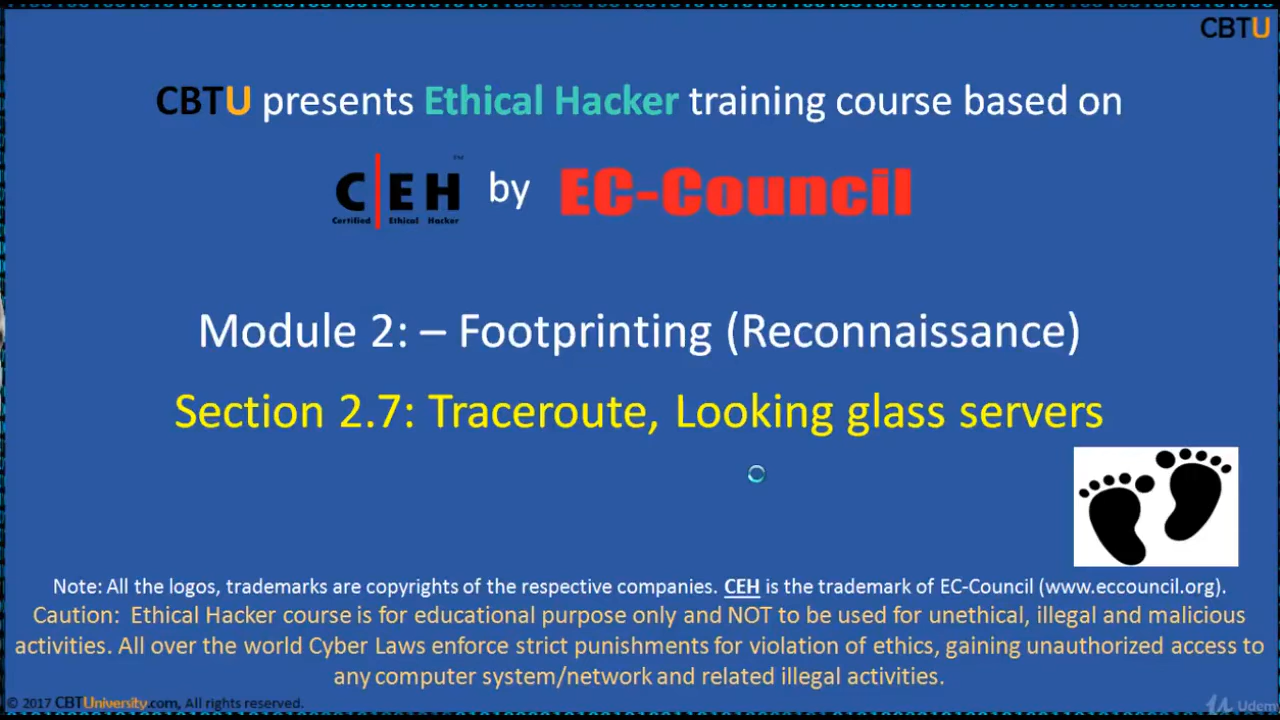 CBTU
CBTU presents Ethical Hacker training course based on
CEH by EC-Council
TM
Certified Ethical Hacker
Module 2: – Footprinting (Reconnaissance)
Section 2.7: Traceroute, Looking glass servers
Note: All the logos, trademarks are copyrights of the respective companies. CEH is the trademark of EC-Council (www.eccouncil.org).
Caution: Ethical Hacker course is for educational purpose only and NOT to be used for unethical, illegal and malicious
activities. All over the world Cyber Laws enforce strict punishments for violation of ethics, gaining unauthorized access to
any computer system/network and related illegal activities.
© 2017 CBTUniversity.com, All rights reserved.
Udemy